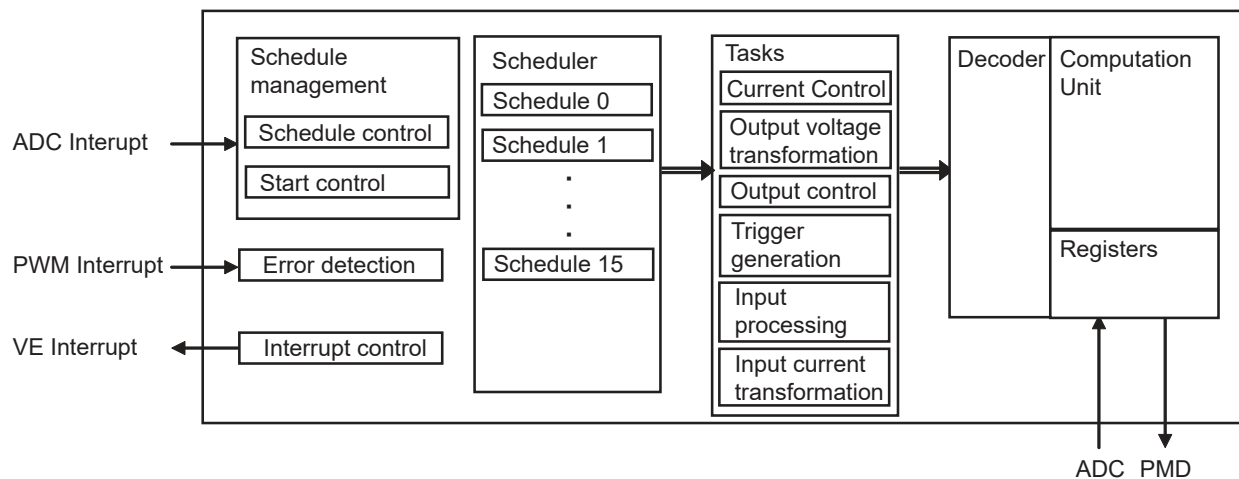 ADC Interupt
PWM Interrupt
VE Interrupt
Schedule
management
Schedule control
Start control
Error detection
Interrupt control
Scheduler
Schedule 0
Schedule 1
.
.
.
Schedule 15
Tasks
Current Control
Output voltage
transformation
Output control
Trigger
generation
Input
processing
Input current
transformation
Decoder
Computation
Unit
Registers
ADC
PMD